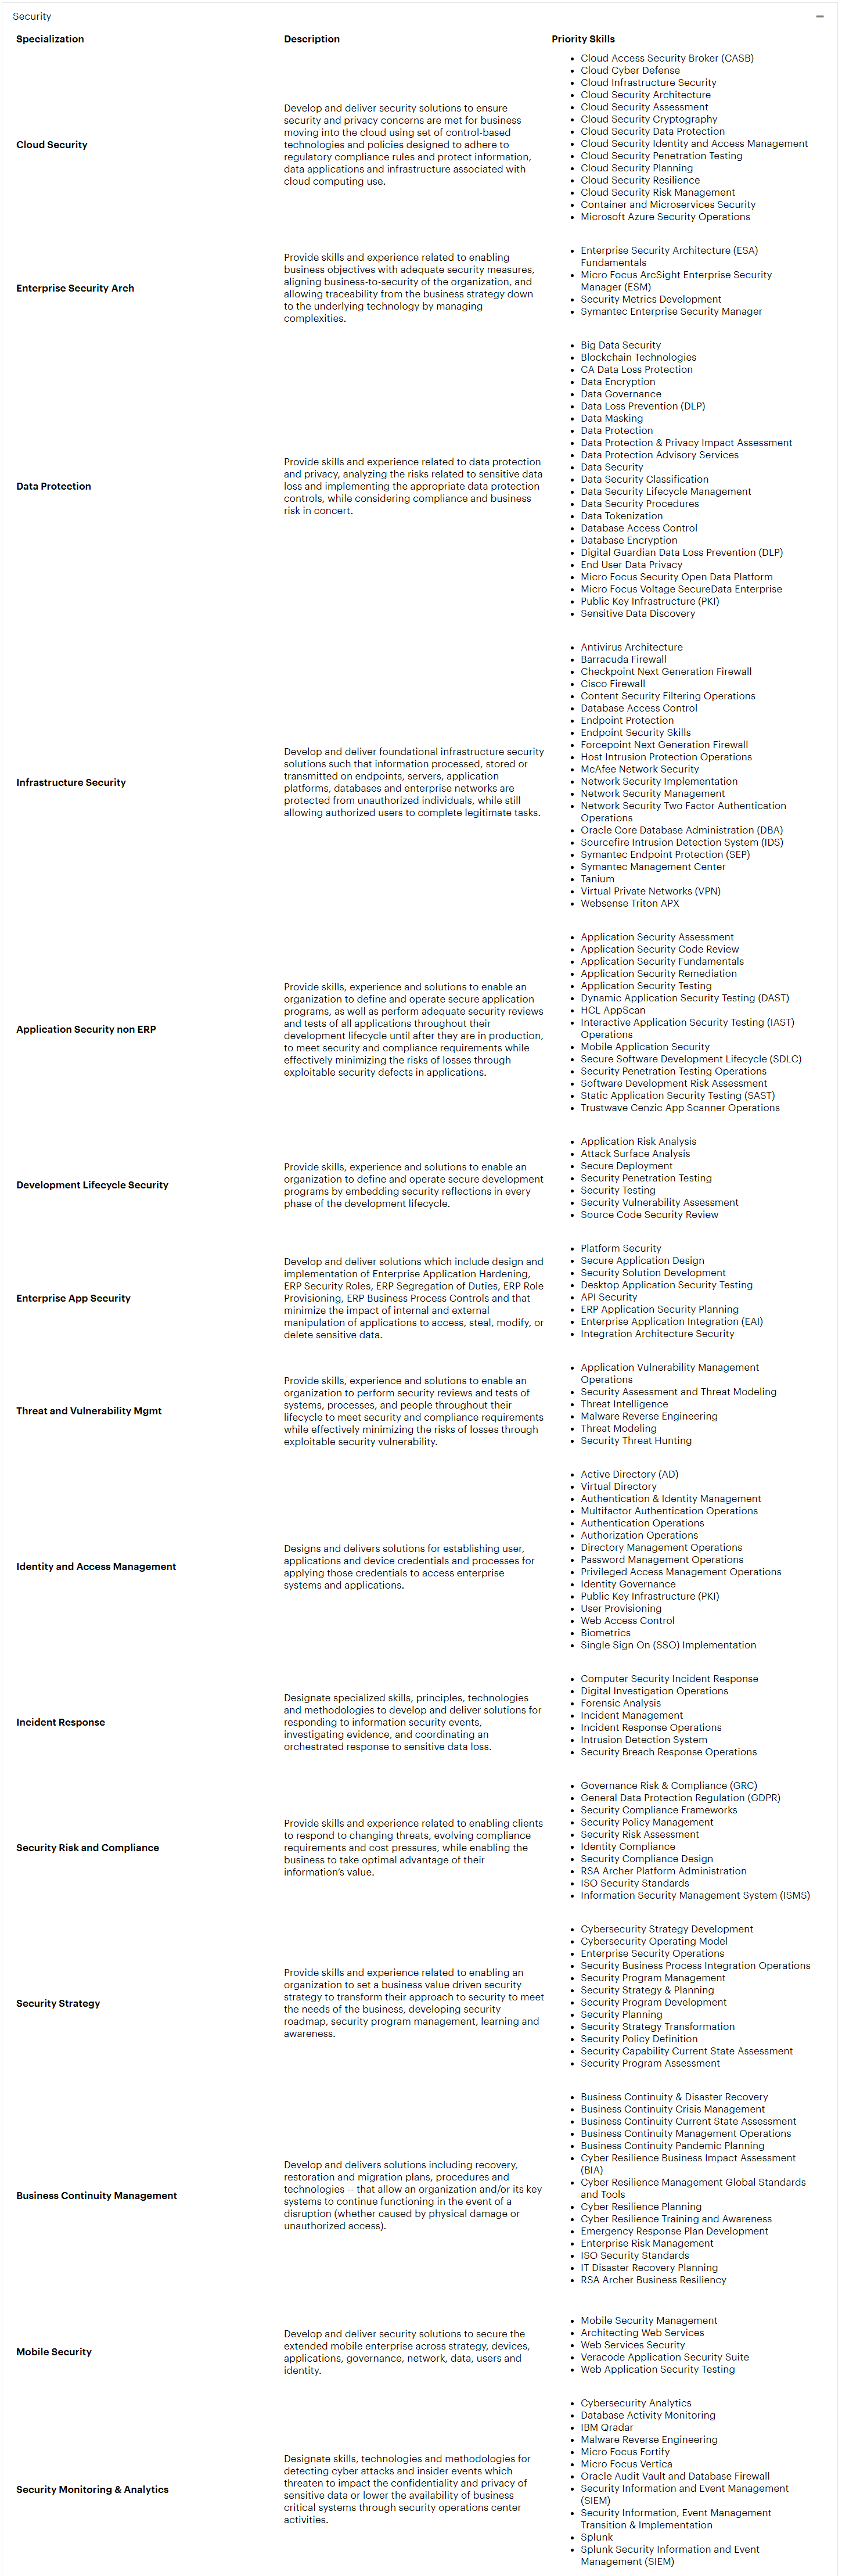 Security
Specialization
Description
Priority Skills
Cloud Security
Develop and deliver security solutions to ensure
security and privacy concerns are met for business
moving into the cloud using set of control-based
technologies and policies designed to adhere to
regulatory compliance rules and protect information,
data applications and infrastructure associated with
cloud computing use.
• Cloud Access Security Broker (CASB)
• Cloud Cyber Defense
• Cloud Infrastructure Security
• Cloud Security Architecture
• Cloud Security Assessment
• Cloud Security Cryptography
• Cloud Security Data Protection
• Cloud Security Identity and Access Management
• Cloud Security Penetration Testing
• Cloud Security Planning
• Cloud Security Resilience
• Cloud Security Risk Management
• Container and Microservices Security
• Microsoft Azure Security Operations
Enterprise Security Arch
Provide skills and experience related to enabling
business objectives with adequate security measures,
aligning business-to-security of the organization, and
allowing traceability from the business strategy down
to the underlying technology by managing
complexities.
• Enterprise Security Architecture (ESA)
Fundamentals
• Micro Focus ArcSight Enterprise Security
Manager (ESM)
• Security Metrics Development
• Symantec Enterprise Security Manager
Data Protection
Provide skills and experience related to data protection
and privacy, analyzing the risks related to sensitive data
loss and implementing the appropriate data protection
controls, while considering compliance and business
risk in concert.
• Big Data Security
• Blockchain Technologies
• CA Data Loss Protection
• Data Encryption
• Data Governance
• Data Loss Prevention (DLP)
• Data Masking
• Data Protection
• Data Protection & Privacy Impact Assessment
• Data Protection Advisory Services
• Data Security
• Data Security Classification
• Data Security Lifecycle Management
• Data Security Procedures
• Data Tokenization
• Database Access Control
• Database Encryption
• Digital Guardian Data Loss Prevention (DLP)
• End User Data Privacy
• Micro Focus Security Open Data Platform
• Micro Focus Voltage SecureData Enterprise
• Public Key Infrastructure (PKI)
• Sensitive Data Discovery
Infrastructure Security
Develop and deliver foundational infrastructure security
solutions such that information processed, stored or
transmitted on endpoints, servers, application
platforms, databases and enterprise networks are
protected from unauthorized individuals, while still
allowing authorized users to complete legitimate tasks.
• Antivirus Architecture
• Barracuda Firewall
• Checkpoint Next Generation Firewall
• Cisco Firewall
• Content Security Filtering Operations
• Database Access Control
• Endpoint Protection
• Endpoint Security Skills
• Forcepoint Next Generation Firewall
• Host Intrusion Protection Operations
• McAfee Network Security
• Network Security Implementation
• Network Security Management
• Network Security Two Factor Authentication
Operations
• Oracle Core Database Administration (DBA)
• Sourcefire Intrusion Detection System (IDS)
• Symantec Endpoint Protection (SEP)
• Symantec Management Center
• Tanium
• Virtual Private Networks (VPN)
• Websense Triton APX
Application Security non ERP
Provide skills, experience and solutions to enable an
organization to define and operate secure application
programs, as well as perform adequate security reviews
and tests of all applications throughout their
development lifecycle until after they are in production,
to meet security and compliance requirements while
effectively minimizing the risks of losses through
exploitable security defects in applications.
• Application Security Assessment
• Application Security Code Review
• Application Security Fundamentals
• Application Security Remediation
• Application Security Testing
• Dynamic Application Security Testing (DAST)
• HCL AppScan
• Interactive Application Security Testing (IAST)
Operations
• Mobile Application Security
• Secure Software Development Lifecycle (SDLC)
• Security Penetration Testing Operations
• Software Development Risk Assessment
• Static Application Security Testing (SAST)
• Trustwave Cenzic App Scanner Operations
Development Lifecycle Security
Provide skills, experience and solutions to enable an
organization to define and operate secure development
programs by embedding security reflections in every
phase of the development lifecycle.
• Application Risk Analysis
• Attack Surface Analysis
• Secure Deployment
• Security Penetration Testing
• Security Testing
• Security Vulnerability Assessment
• Source Code Security Review
Enterprise App Security
Develop and deliver solutions which include design and
implementation of Enterprise Application Hardening,
ERP Security Roles, ERP Segregation of Duties, ERP Role
Provisioning, ERP Business Process Controls and that
minimize the impact of internal and external
manipulation of applications to access, steal, modify, or
delete sensitive data.
• Platform Security
• Secure Application Design
• Security Solution Development
• Desktop Application Security Testing
• API Security
• ERP Application Security Planning
• Enterprise Application Integration (EAI)
• Integration Architecture Security
Threat and Vulnerability Mgmt
Provide skills, experience and solutions to enable an
organization to perform security reviews and tests of
systems, processes, and people throughout their
lifecycle to meet security and compliance requirements
while effectively minimizing the risks of losses through
exploitable security vulnerability.
• Application Vulnerability Management
Operations
• Security Assessment and Threat Modeling
• Threat Intelligence
• Malware Reverse Engineering
• Threat Modeling
• Security Threat Hunting
Identity and Access Management
Designs and delivers solutions for establishing user,
applications and device credentials and processes for
applying those credentials to access enterprise
systems and applications.
• Active Directory (AD)
• Virtual Directory
• Authentication & Identity Management
• Multifactor Authentication Operations
• Authentication Operations
• Authorization Operations
• Directory Management Operations
• Password Management Operations
• Privileged Access Management Operations
• Identity Governance
• Public Key Infrastructure (PKI)
• User Provisioning
• Web Access Control
• Biometrics
• Single Sign On (SSO) Implementation
Incident Response
Designate specialized skills, principles, technologies
and methodologies to develop and deliver solutions for
responding to information security events,
investigating evidence, and coordinating an
orchestrated response to sensitive data loss.
• Computer Security Incident Response
• Digital Investigation Operations
• Forensic Analysis
• Incident Management
• Incident Response Operations
• Intrusion Detection System
• Security Breach Response Operations
Security Risk and Compliance
Provide skills and experience related to enabling clients
to respond to changing threats, evolving compliance
requirements and cost pressures, while enabling the
business to take optimal advantage of their
information's value.
• Governance Risk & Compliance (GRC)
• General Data Protection Regulation (GDPR)
• Security Compliance Frameworks
• Security Policy Management
• Security Risk Assessment
• Identity Compliance
• Security Compliance Design
• RSA Archer Platform Administration
• ISO Security Standards
• Information Security Management System (ISMS)
Security Strategy
Provide skills and experience related to enabling an
organization to set a business value driven security
strategy to transform their approach to security to meet
the needs of the business, developing security
roadmap, security program management, learning and
awareness.
• Cybersecurity Strategy Development
• Cybersecurity Operating Model
• Enterprise Security Operations
• Security Business Process Integration Operations
• Security Program Management
• Security Strategy & Planning
• Security Program Development
• Security Planning
• Security Strategy Transformation
• Security Policy Definition
• Security Capability Current State Assessment
• Security Program Assessment
Business Continuity Management
Develop and delivers solutions including recovery,
restoration and migration plans, procedures and
technologies -- that allow an organization and/or its key
systems to continue functioning in the event of a
disruption (whether caused by physical damage or
unauthorized access).
• Business Continuity & Disaster Recovery
• Business Continuity Crisis Management
• Business Continuity Current State Assessment
• Business Continuity Management Operations
• Business Continuity Pandemic Planning
• Cyber Resilience Business Impact Assessment
(BIA)
• Cyber Resilience Management Global Standards
and Tools
• Cyber Resilience Planning
• Cyber Resilience Training and Awareness
• Emergency Response Plan Development
• Enterprise Risk Management
• ISO Security Standards
• IT Disaster Recovery Planning
• RSA Archer Business Resiliency
Mobile Security
Develop and deliver security solutions to secure the
extended mobile enterprise across strategy, devices,
applications, governance, network, data, users and
identity.
• Mobile Security Management
• Architecting Web Services
• Web Services Security
• Veracode Application Security Suite
• Web Application Security Testing
Security Monitoring & Analytics
Designate skills, technologies and methodologies for
detecting cyber attacks and insider events which
threaten to impact the confidentiality and privacy of
sensitive data or lower the availability of business
critical systems through security operations center
activities.
• Cybersecurity Analytics
• Database Activity Monitoring
• IBM Qradar
• Malware Reverse Engineering
• Micro Focus Fortify
• Micro Focus Vertica
• Oracle Audit Vault and Database Firewall
• Security Information and Event Management
(SIEM)
• Security Information, Event Management
Transition & Implementation
• Splunk
• Splunk Security Information and Event
Management (SIEM)